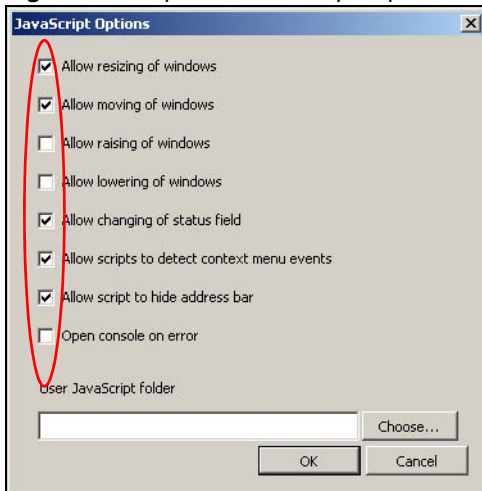 JavaScript Options
Allow resizing of windows
Allow moving of windows
Allow raising of windows
Allow lowering of windows
Allow changing of status field
Allow scripts to detect context menu events
Allow script to hide address bar
Open console on error
User JavaScript folder
Choose...
OK Cancel